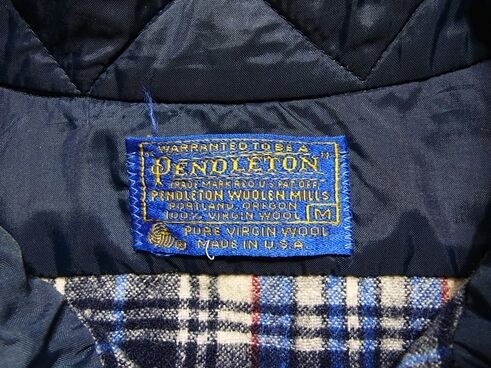 "WARRANTED TO BE A
PENDLETON"
TRADE MARK REG. U.S. PAT. OFF.
PENDLETON WOOLEN MILLS
PORTLAND, OREGON
100% VIRGIN WOOL M
PURE VIRGIN WOOL
MADE IN U.S.A.